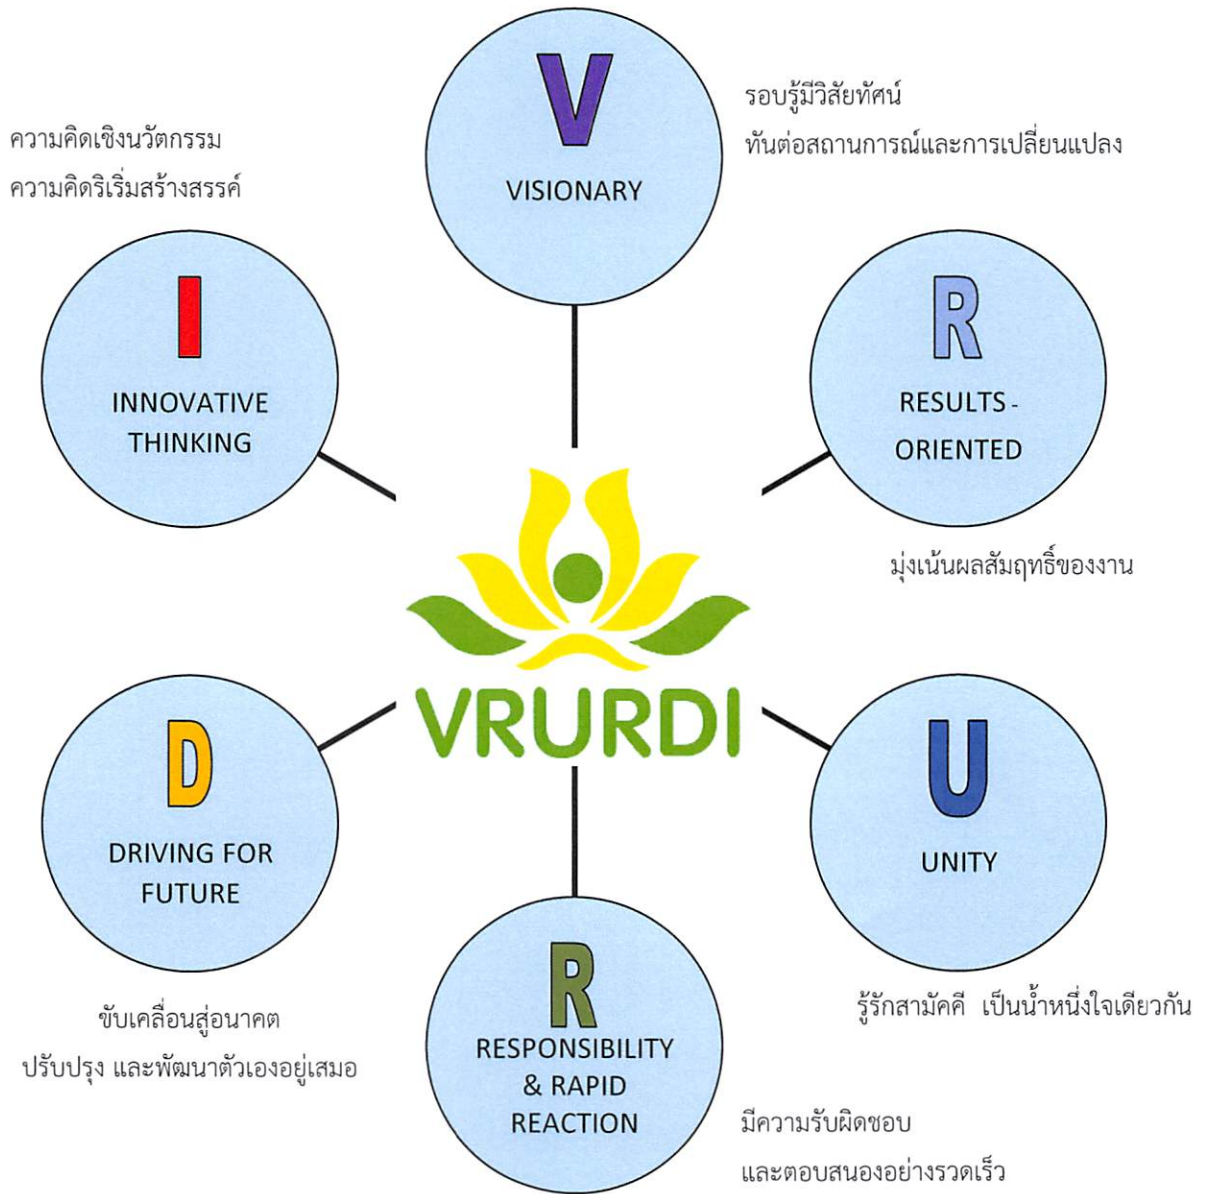 V
VISIONARY
รอบรู้มีวิสัยทัศน์
ทันต่อสถานการณ์และการเปลี่ยนแปลง
R
RESULTS -
ORIENTED
มุ่งเน้นผลสัมฤทธิ์ของงาน
U
UNITY
รู้รักสามัคคี เป็นน้ำหนึ่งใจเดียวกัน
R
RESPONSIBILITY
& RAPID
REACTION
มีความรับผิดชอบ
และตอบสนองอย่างรวดเร็ว
D
DRIVING FOR
FUTURE
ขับเคลื่อนสู่อนาคต
ปรับปรุง และพัฒนาตัวเองอยู่เสมอ
ความคิดเชิงนวัตกรรม
ความคิดริเริ่มสร้างสรรค์
I
INNOVATIVE
THINKING
VRURDI